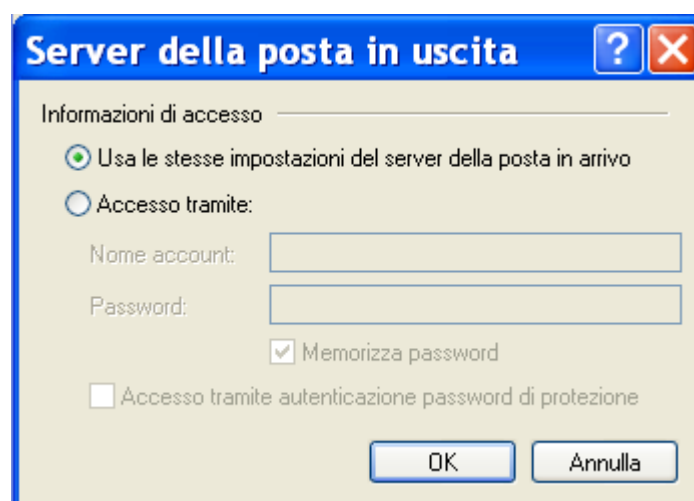 Server della posta in uscita
Informazioni di accesso
Usa le stesse impostazioni del server della posta in arrivo
Accesso tramite:
Nome account:
Password:
Memorizza password
Accesso tramite autenticazione password di protezione
OK Annulla